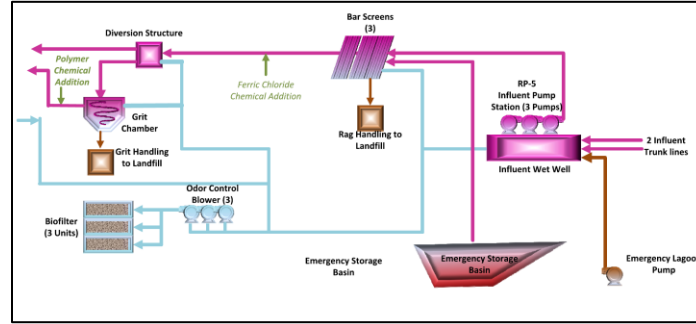 Diversion Structure
Bar Screens
(3)
Polymer
Chemical
Addition
Ferric Chloride
Chemical Addition
RP-5
Influent Pump
Station (3 Pumps)
Grit
Chamber
Rag Handling to
Landfill
2 Influent
Trunk lines
Grit Handling
to Landfill
Influent Wet Well
Odor Control
Blower (3)
Biofilter
(3 Units)
Emergency Storage
Basin
Emergency Storage
Basin
Emergency Lagoo
Pump